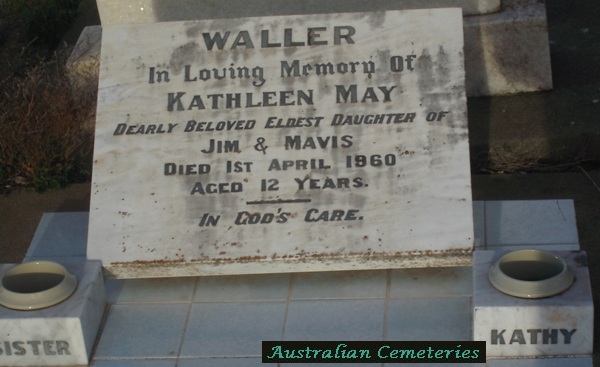 WALLER
In Loving Memory Of
KATHLEEN MAY
DEARLY BELOVED ELDEST DAUGHTER OF
JIM & MAVIS
DIED 1ST APRIL 1960
AGED 12 YEARS.
IN GOD'S CARE.
SISTER
KATHY
Australian Cemeteries